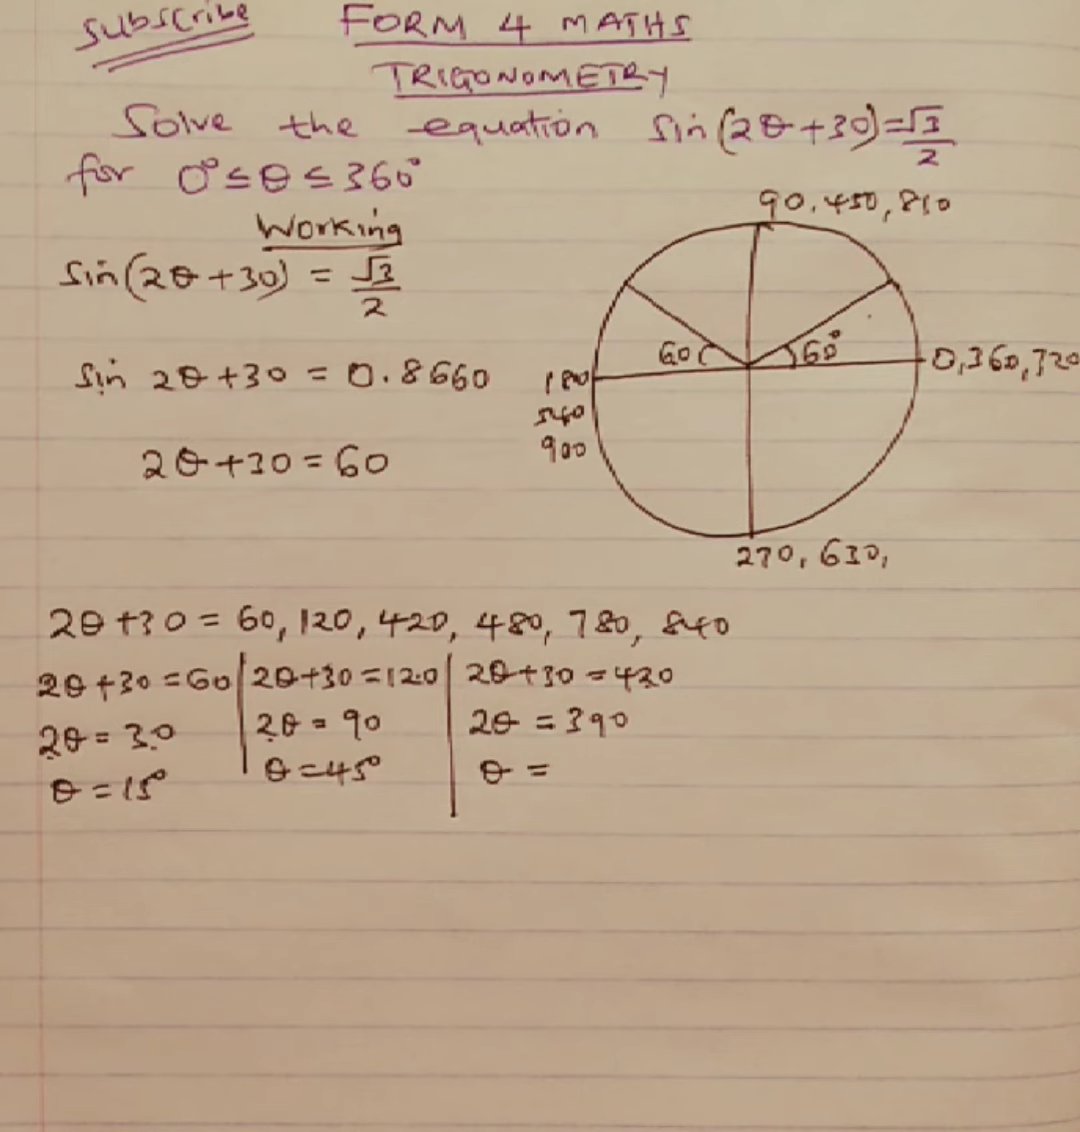 Subscribe FORM 4 MATHS
TRIGONOMETRY
Solve the equation Sin(2θ+30)=√3/2
for 0°≤θ≤360°
Working
Sin(2θ+30) = √3/2
Sin 2θ+30 = 0.8660
2θ+30 = 60
90, 450, 810
60 60°
0, 360, 720
180
540
900
270, 630,
2θ+30 = 60, 120, 420, 480, 780, 840
2θ+30 = 60 2θ+30 = 120 2θ+30 = 420
2θ = 30 2θ = 90 2θ = 390
θ = 15° θ = 45° θ =